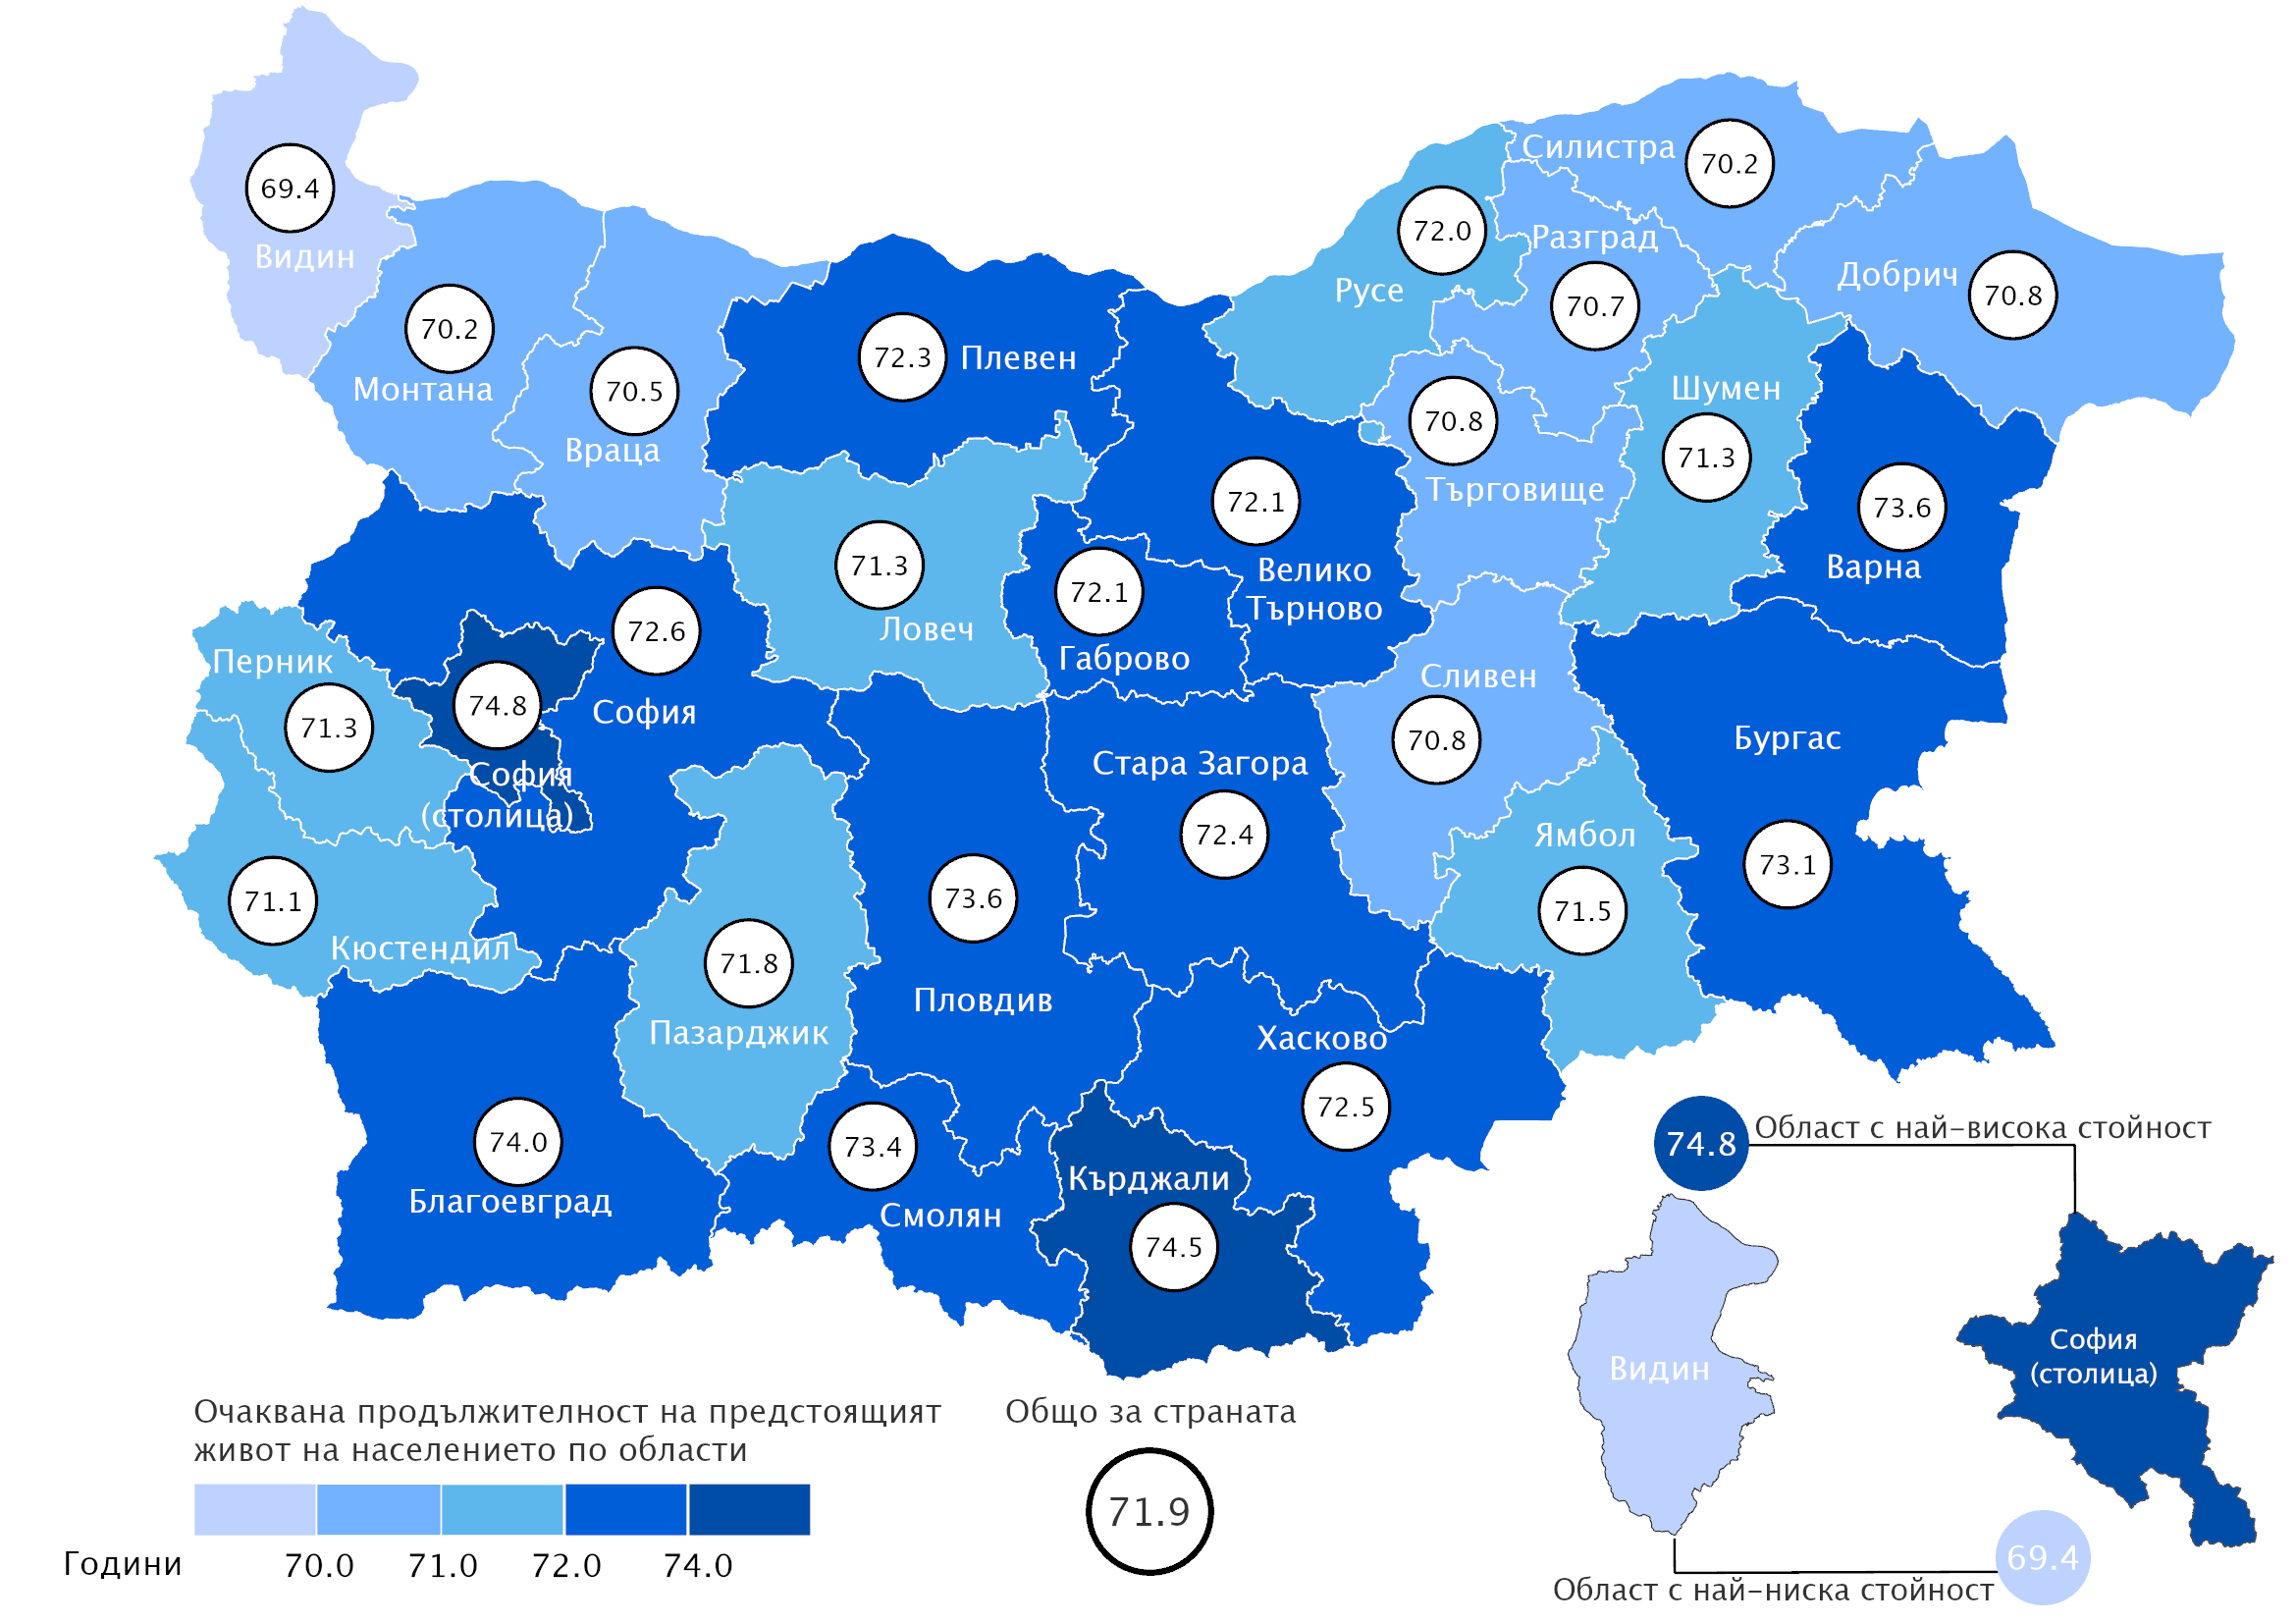 69.4
Видин
70.2
Монтана
70.5
Враца
72.3
Плевен
71.3
Ловеч
72.1
Габрово
72.1
Велико
Търново
72.0
Русе
Силистра
70.2
Разград
70.7
Добрич
70.8
70.8
Търговище
Шумен
71.3
73.6
Варна
Перник
71.3
72.6
София
74.8
София
(столица)
71.1
Кюстендил
71.8
Пазарджик
73.6
Пловдив
Стара Загора
72.4
Сливен
70.8
Ямбол
71.5
Бургас
73.1
74.0
Благоевград
73.4
Смолян
Кърджали
74.5
Хасково
72.5
74.8
Област с най-висока стойност
Видин
София
(столица)
69.4
Област с най-ниска стойност
Очаквана продължителност на предстоящият
живот на населението по области
Години
70.0
71.0
72.0
74.0
Общо за страната
71.9